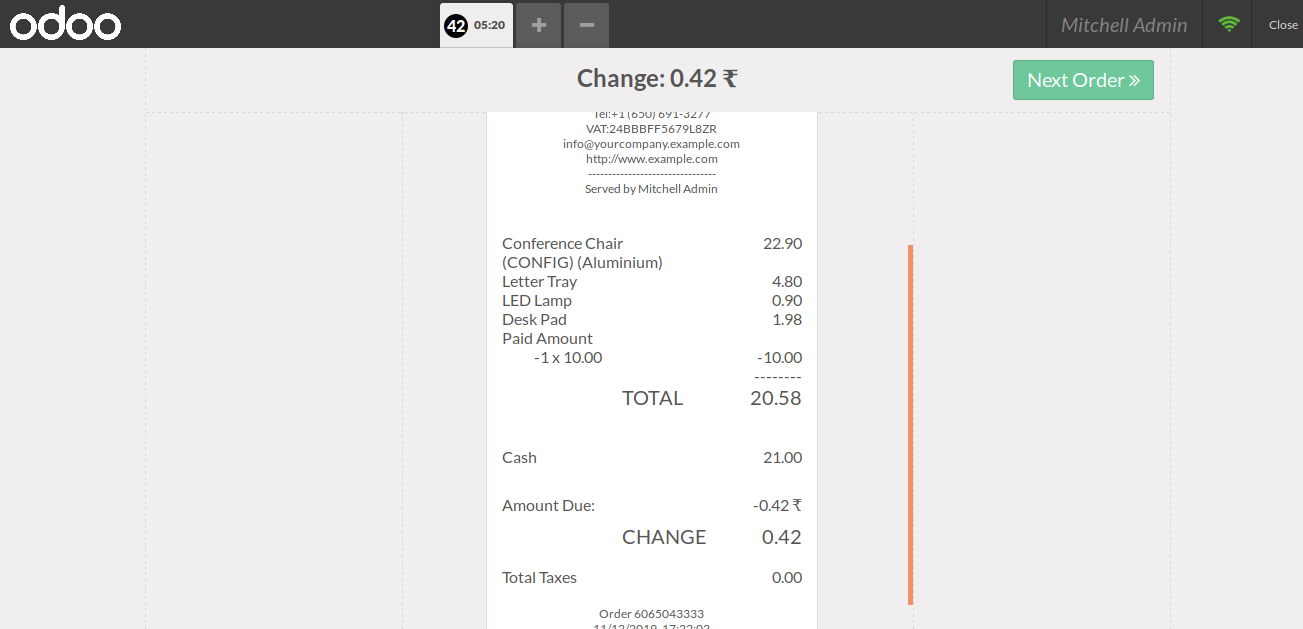 odoo
42 05:20 + −
Mitchell Admin
Close
Change: 0.42 ₹
Next Order »
Tel:+1 (650) 691-3277
VAT:24BBBFF5679L8ZR
info@yourcompany.example.com
http://www.example.com
--------------------------------
Served by Mitchell Admin
Conference Chair 22.90
(CONFIG) (Aluminium)
Letter Tray 4.80
LED Lamp 0.90
Desk Pad 1.98
Paid Amount
-1 x 10.00 -10.00
--------
TOTAL 20.58
Cash 21.00
Amount Due: -0.42 ₹
CHANGE 0.42
Total Taxes 0.00
Order 6065043333